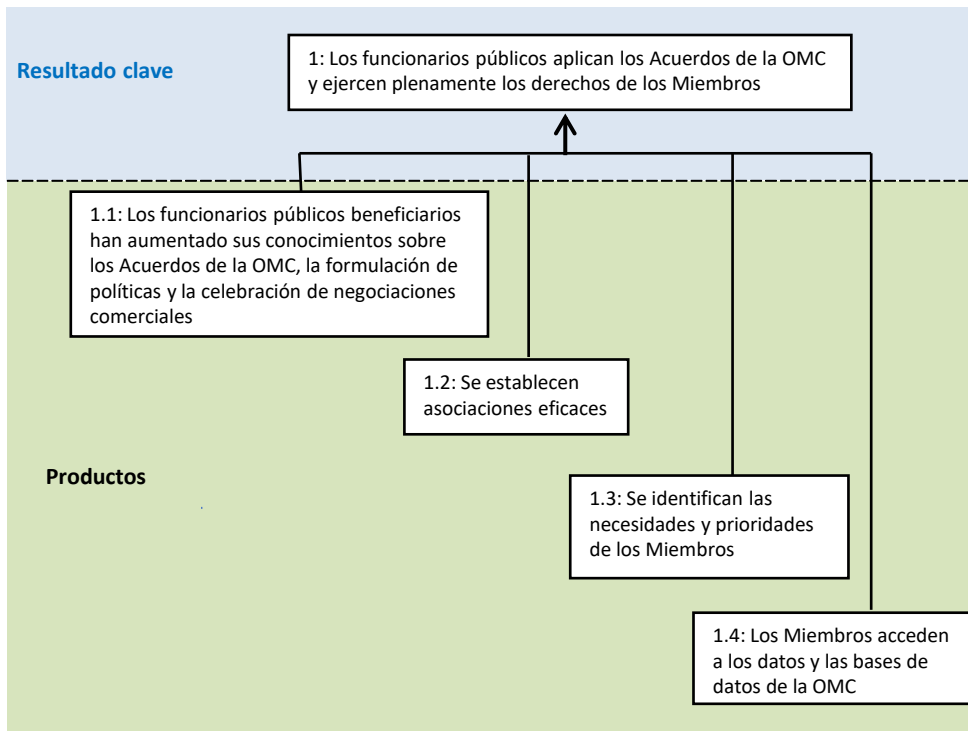 Resultado clave
1: Los funcionarios públicos aplican los Acuerdos de la OMC
y ejercen plenamente los derechos de los Miembros
1.1: Los funcionarios públicos beneficiarios
han aumentado sus conocimientos sobre
los Acuerdos de la OMC, la formulación de
políticas y la celebración de negociaciones
comerciales
1.2: Se establecen
asociaciones eficaces
Productos
1.3: Se identifican las
necesidades y prioridades
de los Miembros
1.4: Los Miembros acceden
a los datos y las bases de
datos de la OMC